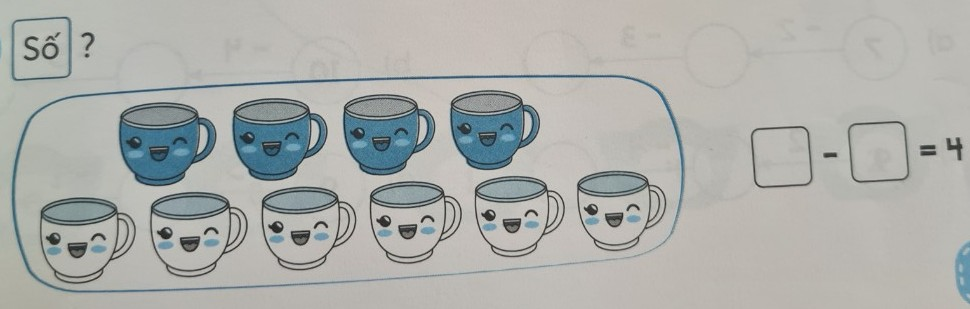 Số ?
- = 4